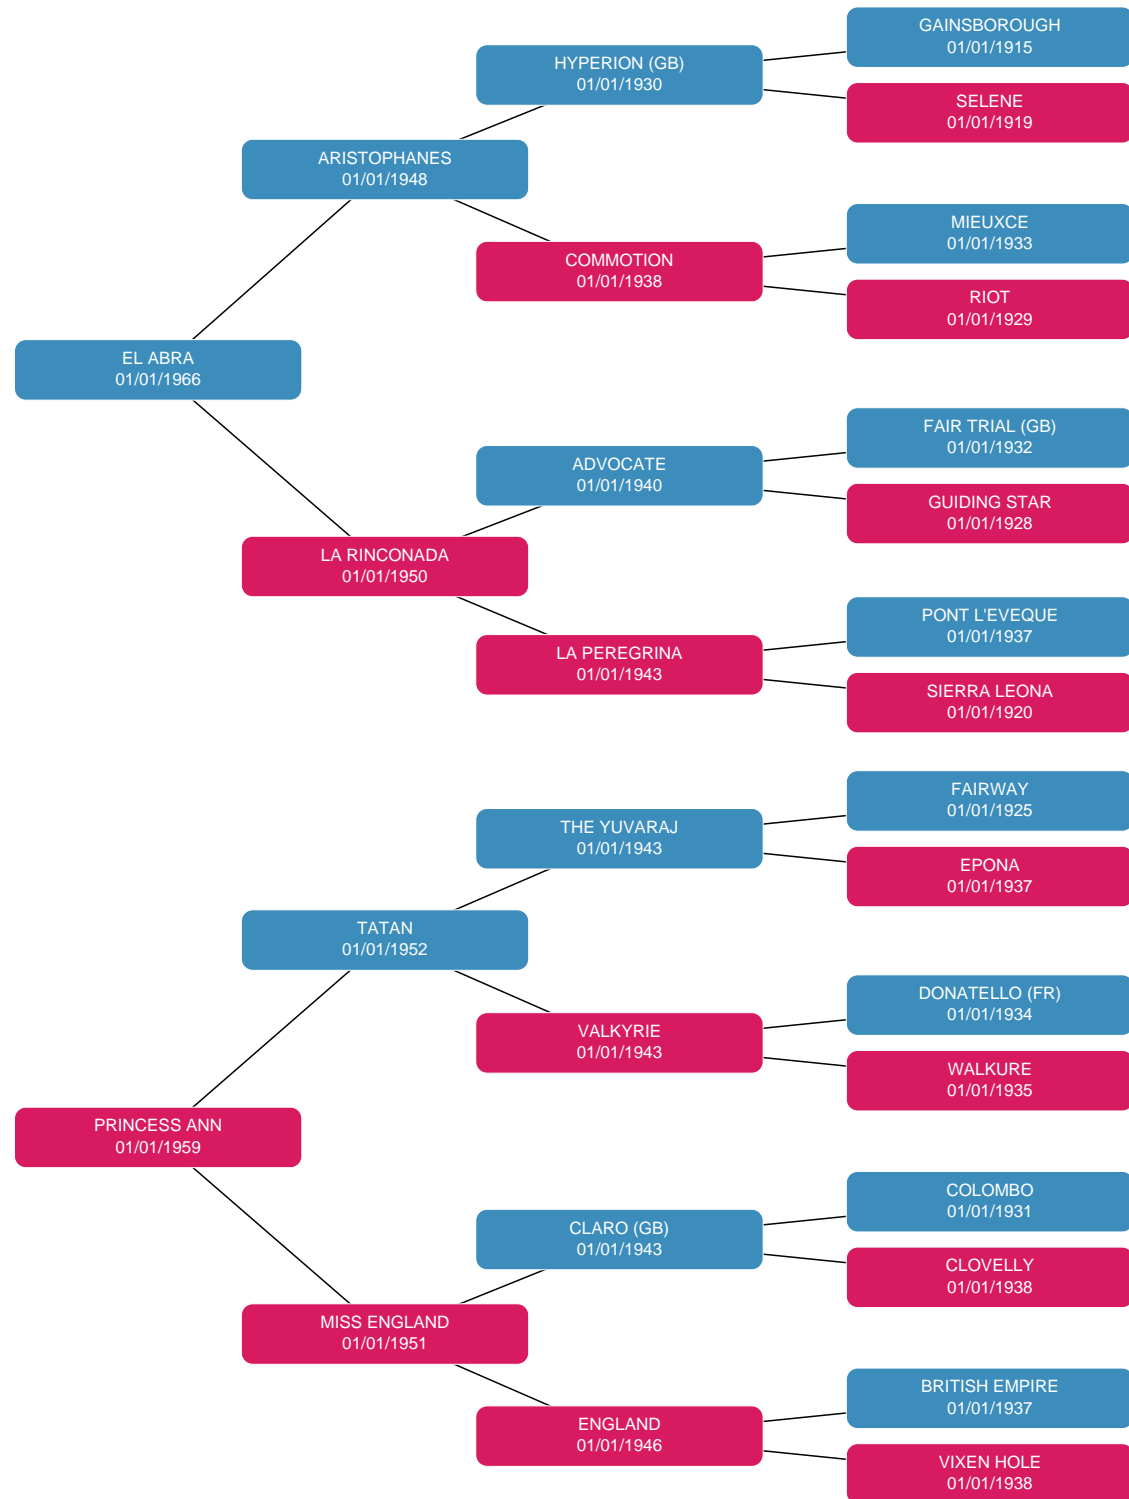 GAINSBOROUGH
01/01/1915
HYPERION (GB)
01/01/1930
SELENE
01/01/1919
ARISTOPHANES
01/01/1948
MIEUXCE
01/01/1933
COMMOTION
01/01/1938
RIOT
01/01/1929
EL ABRA
01/01/1966
FAIR TRIAL (GB)
01/01/1932
ADVOCATE
01/01/1940
GUIDING STAR
01/01/1928
LA RINCONADA
01/01/1950
PONT L'EVEQUE
01/01/1937
LA PEREGRINA
01/01/1943
SIERRA LEONA
01/01/1920
FAIRWAY
01/01/1925
THE YUVARAJ
01/01/1943
EPONA
01/01/1937
TATAN
01/01/1952
DONATELLO (FR)
01/01/1934
VALKYRIE
01/01/1943
WALKURE
01/01/1935
PRINCESS ANN
01/01/1959
COLOMBO
01/01/1931
CLARO (GB)
01/01/1943
CLOVELLY
01/01/1938
MISS ENGLAND
01/01/1951
BRITISH EMPIRE
01/01/1937
ENGLAND
01/01/1946
VIXEN HOLE
01/01/1938